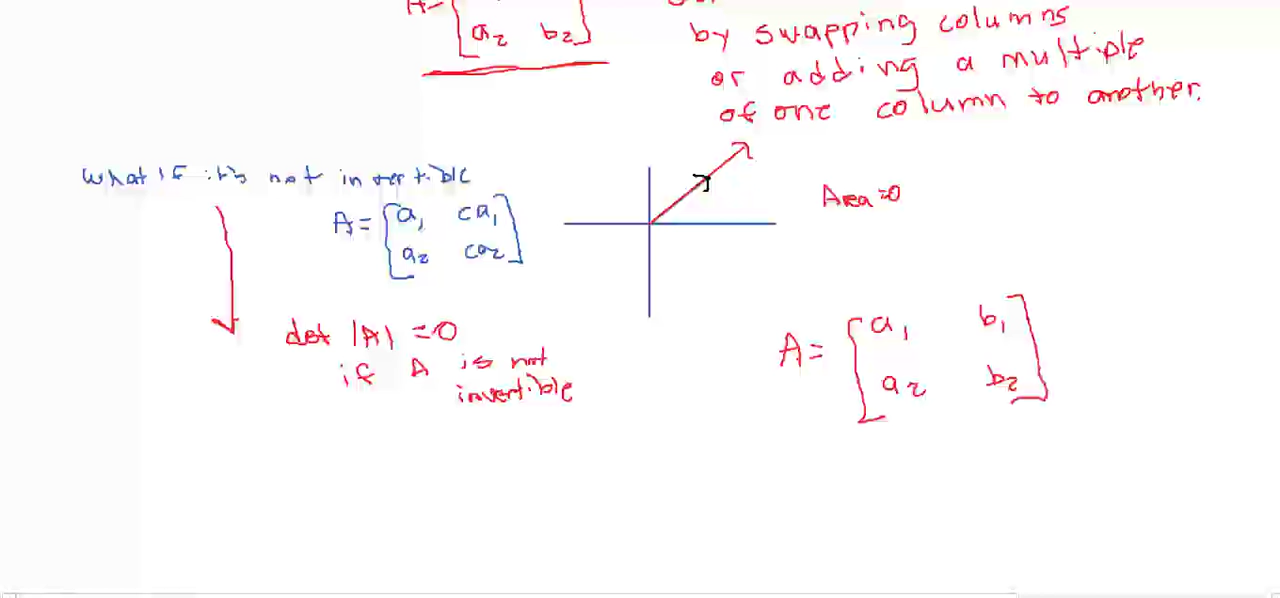 A=[
a2 b2]
by swapping columns
or adding a multiple
of one column to another.
what if it's not invertible
A= [a1 ca1
a2 ca2]
Area=0
det |A| =0
if A is not
invertible
A= [a1 b1
a2 b2]